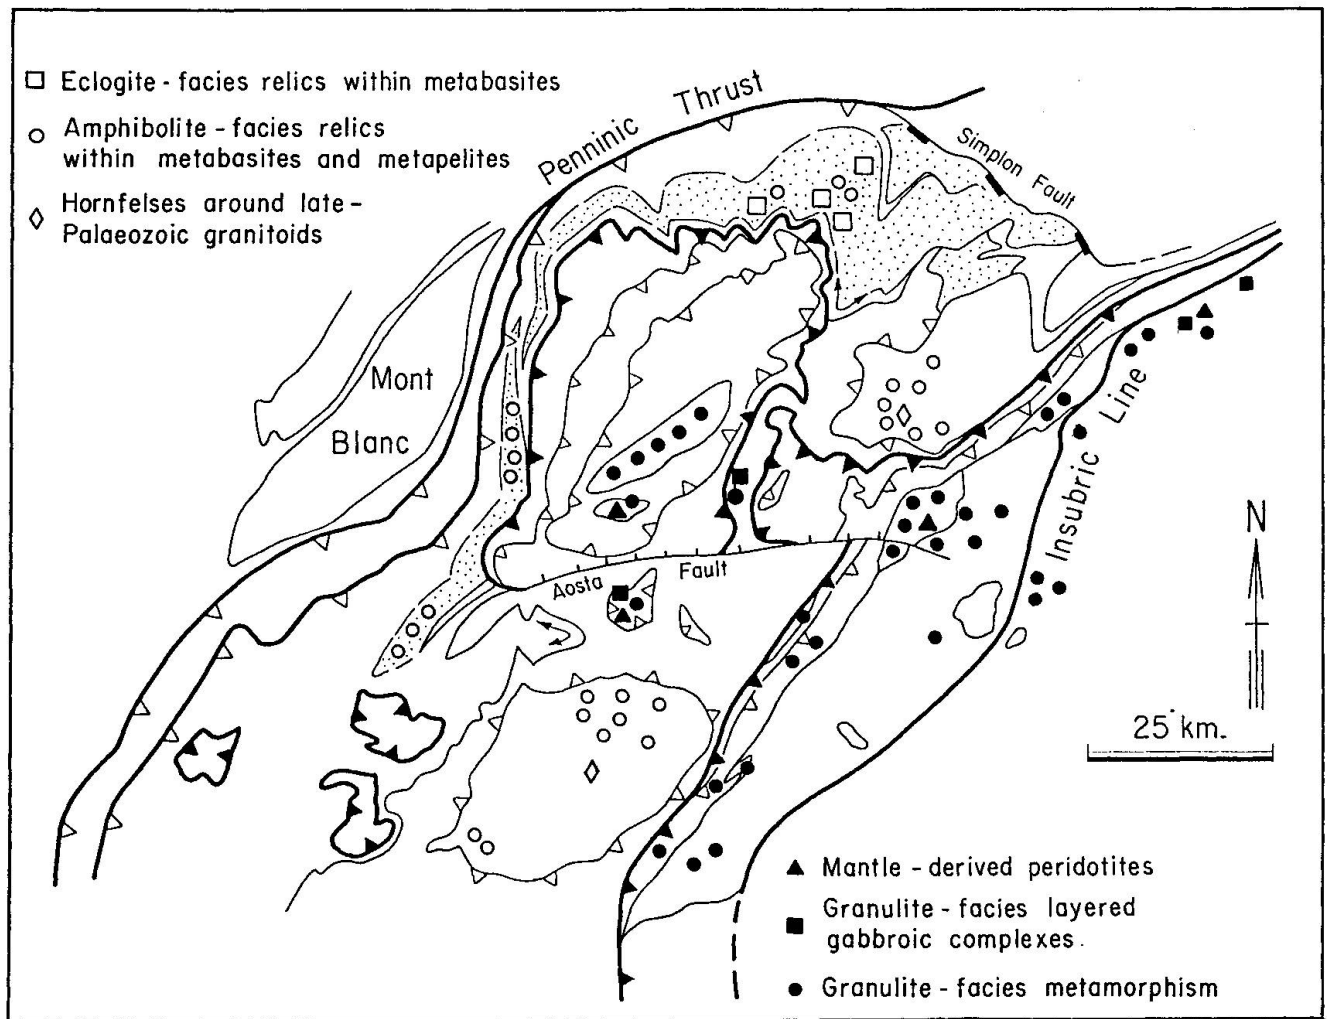 Eclogite - facies relics within metabasites
Amphibolite - facies relics
within metabasites and metapelites
Hornfelses around late -
Palaeozoic granitoids
Penninic Thrust
Simplon Fault
Mont
Blanc
Insubric Line
N
Aosta Fault
25 km.
Mantle - derived peridotites
Granulite - facies layered
gabbroic complexes.
Granulite - facies metamorphism